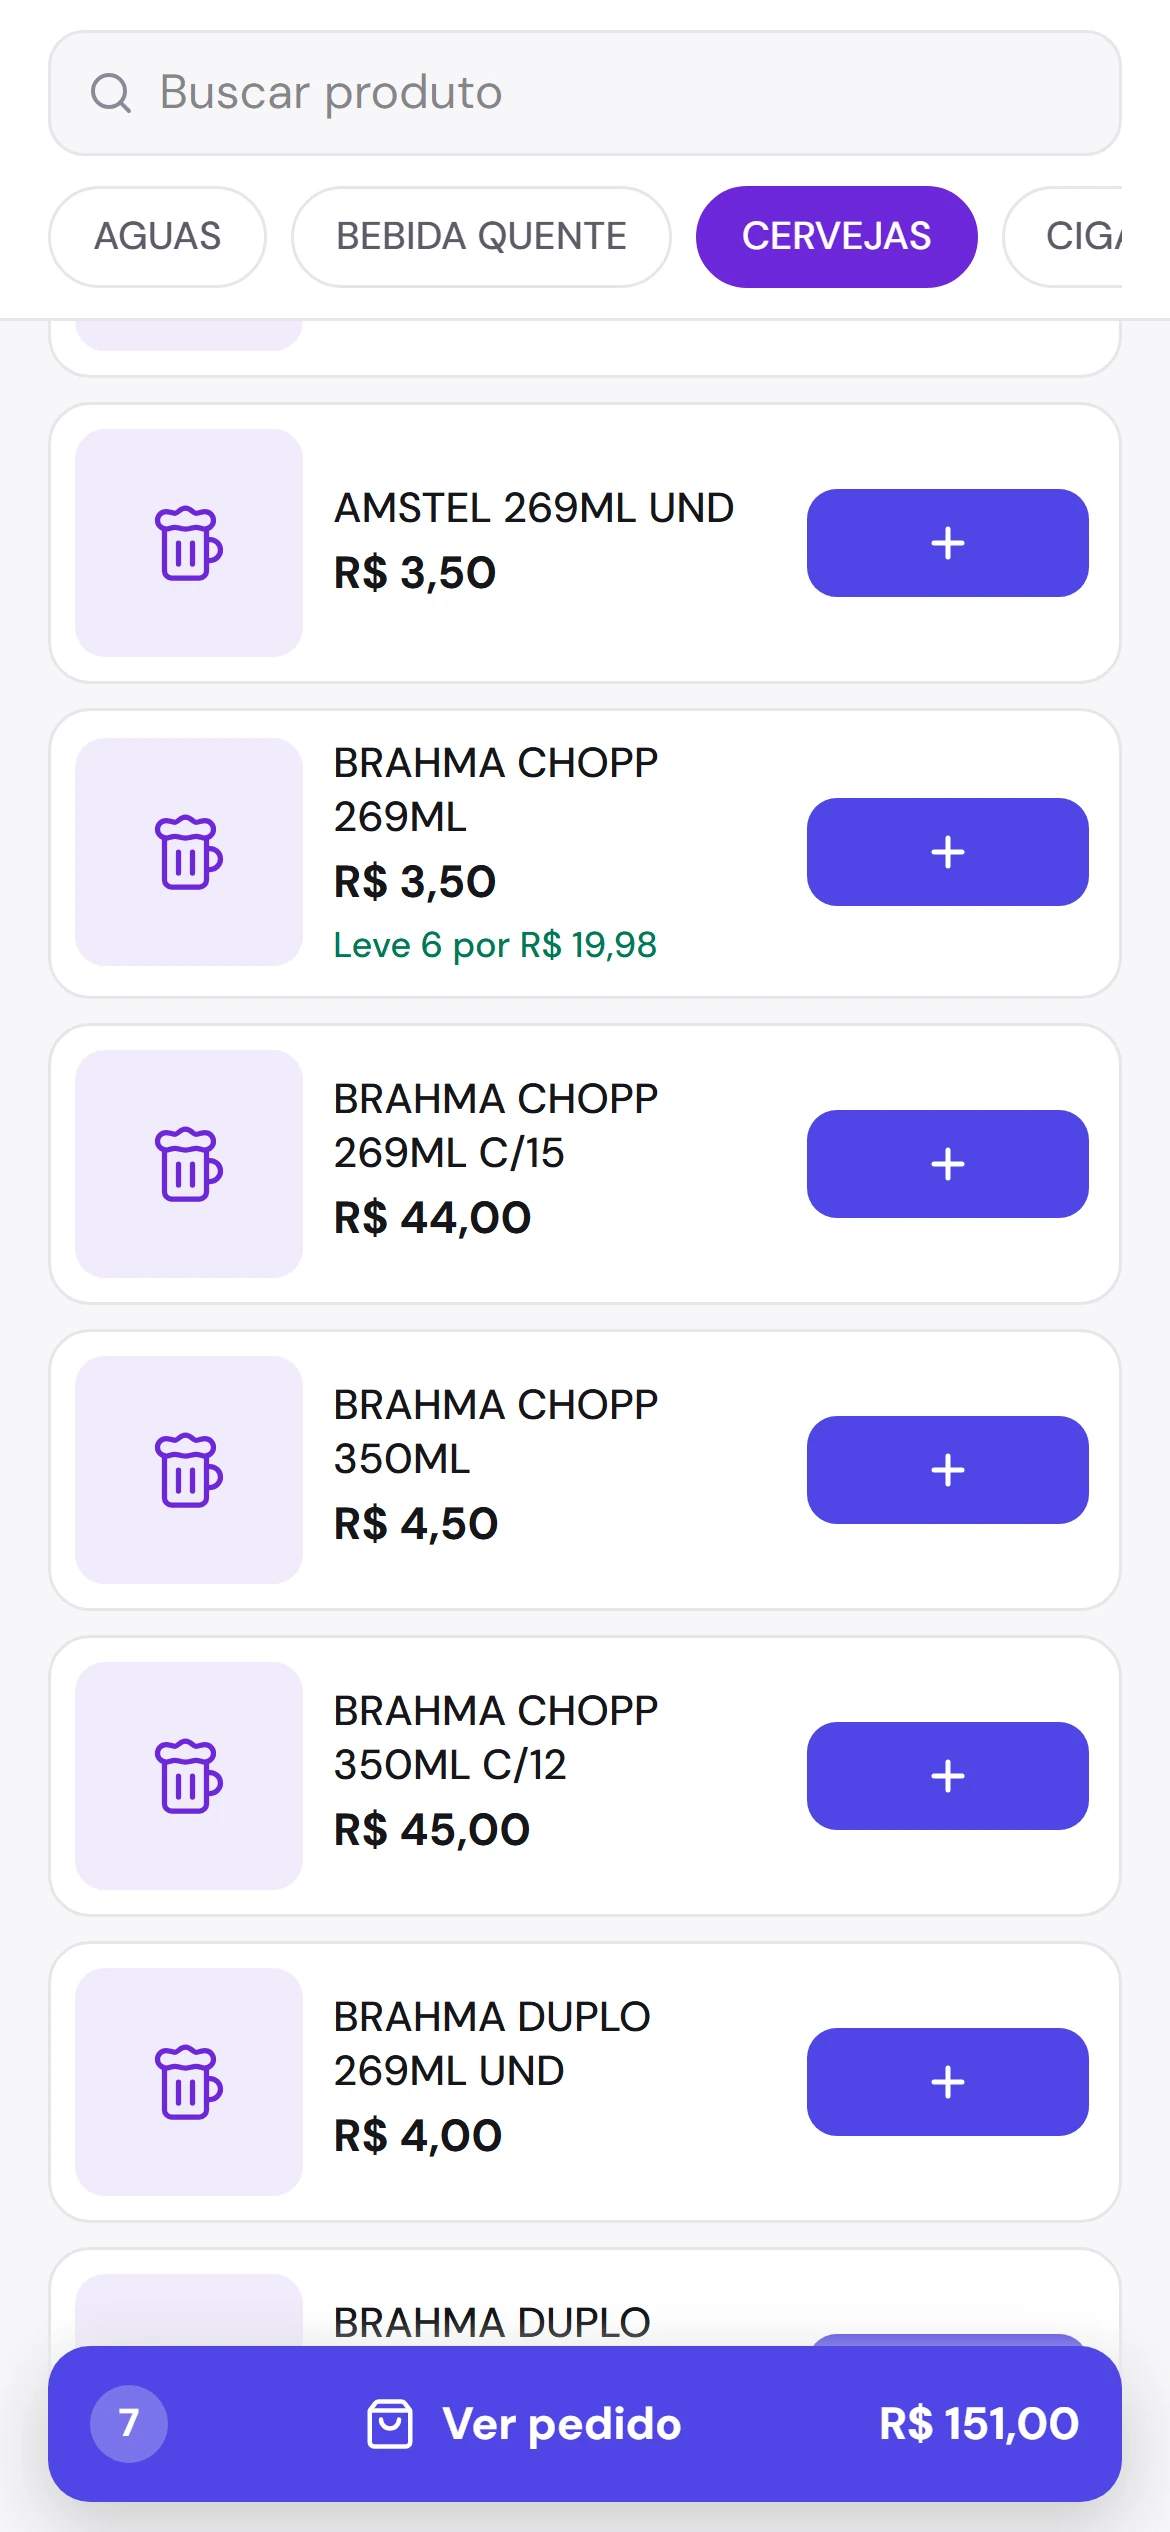 Buscar produto
AGUAS
BEBIDA QUENTE
CERVEJAS
AMSTEL 269ML UND
R$ 3,50
BRAHMA CHOPP
269ML
R$ 3,50
Leve 6 por R$ 19,98
BRAHMA CHOPP
269ML C/15
R$ 44,00
BRAHMA CHOPP
350ML
R$ 4,50
BRAHMA CHOPP
350ML C/12
R$ 45,00
BRAHMA DUPLO
269ML UND
R$ 4,00
BRAHMA DUPLO
7
Ver pedido
R$ 151,00